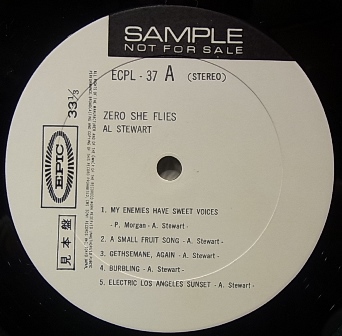 SAMPLE
NOT FOR SALE
ECPL - 37 A (STEREO)
33 1/3
ZERO SHE FLIES
AL STEWART
EPIC
見本盤
1. MY ENEMIES HAVE SWEET VOICES
- P. Morgan - A. Stewart -
2. A SMALL FRUIT SONG - A. Stewart -
3. GETHSEMANE, AGAIN - A. Stewart -
4. BURBLING - A. Stewart -
5. ELECTRIC LOS ANGELES SUNSET - A. Stewart -